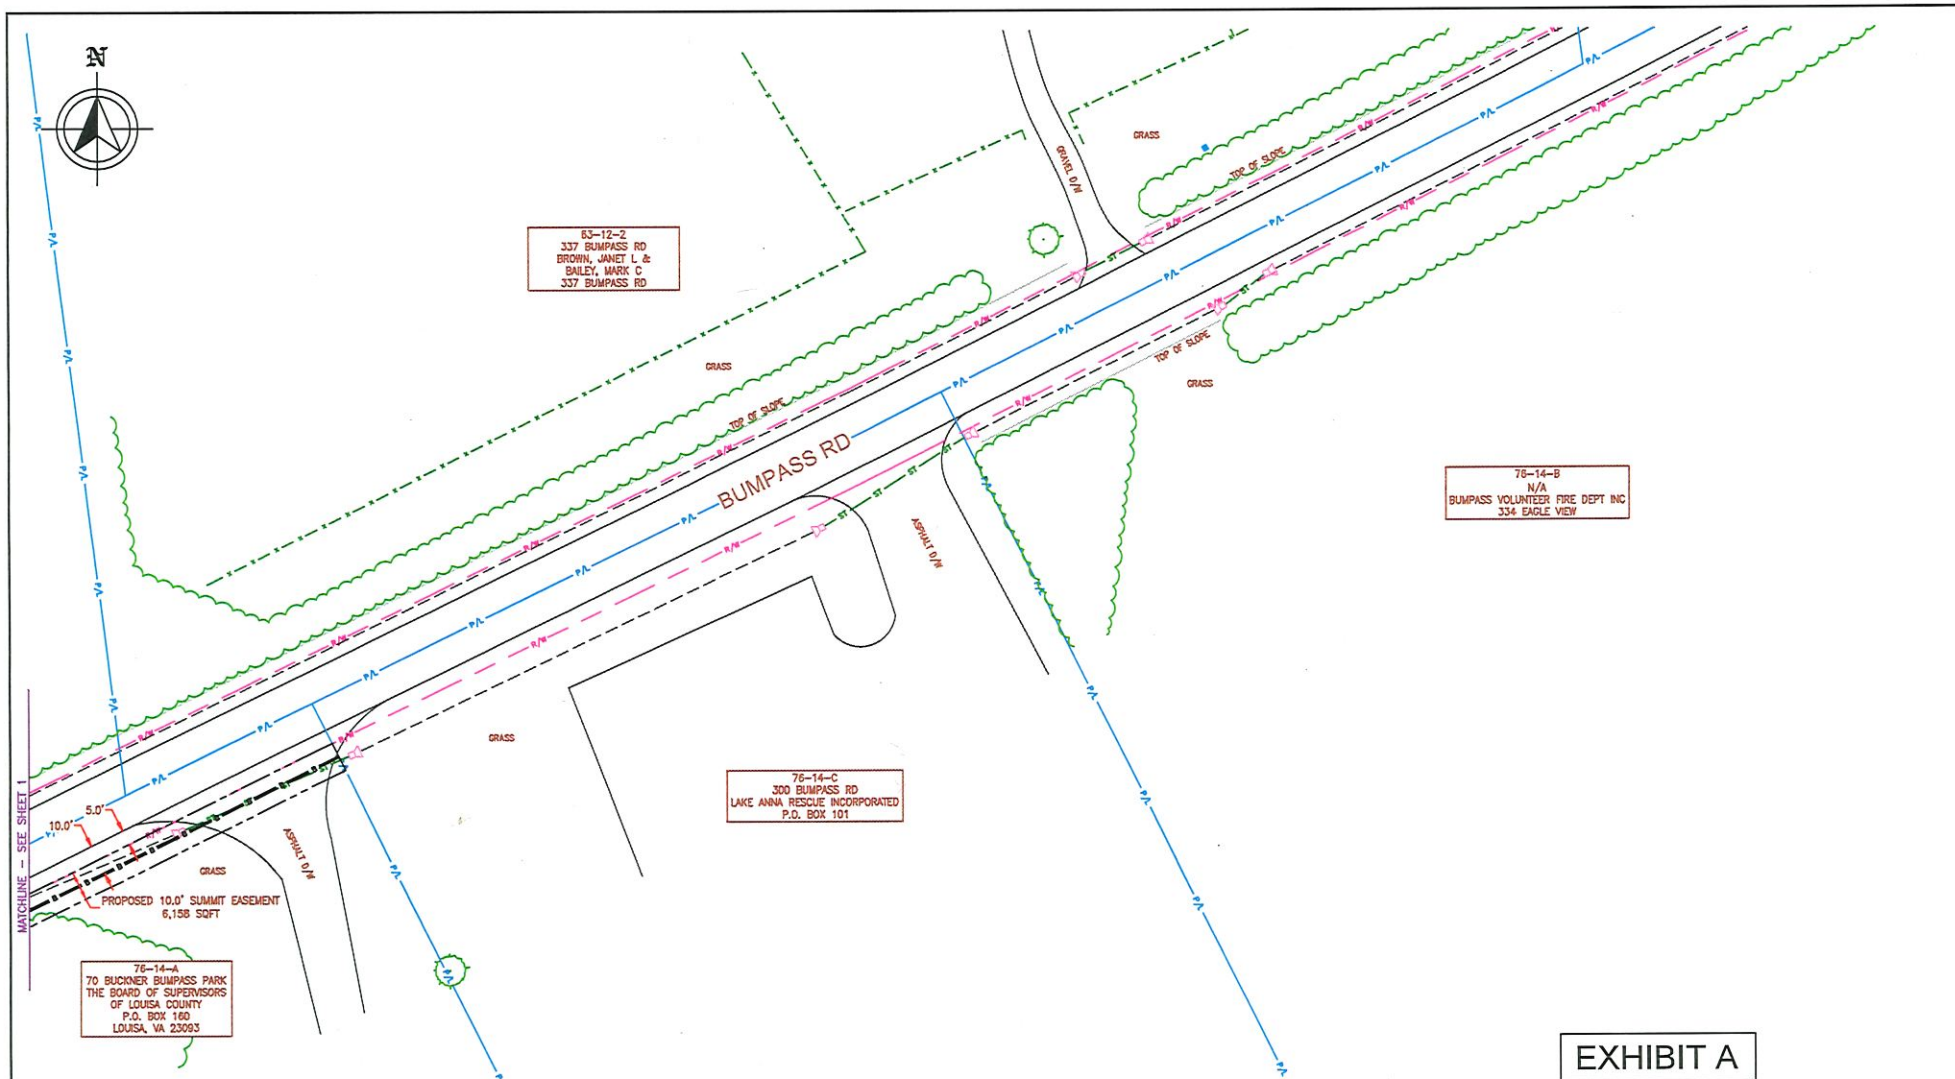 N
63-12-2
337 BUMPASS RD
BROWN, JANET L &
BAILEY, MARK C
337 BUMPASS RD
GRASS
GRAVEL D/W
TOP OF SLOPE
GRASS
TOP OF SLOPE
BUMPASS RD
TOP OF SLOPE
GRASS
ASPHALT D/W
76-14-B
N/A
BUMPASS VOLUNTEER FIRE DEPT INC
334 EAGLE VIEW
GRASS
76-14-C
300 BUMPASS RD
LAKE ANNA RESCUE INCORPORATED
P.O. BOX 101
MATCHLINE - SEE SHEET 1
10.0'
5.0'
ASPHALT D/W
GRASS
PROPOSED 10.0' SUMMIT EASEMENT
6,158 SQFT
76-14-A
70 BUCKNER BUMPASS PARK
THE BOARD OF SUPERVISORS
OF LOUISA COUNTY
P.O. BOX 160
LOUISA, VA 23093
P/L
R/W
ST
EXHIBIT A